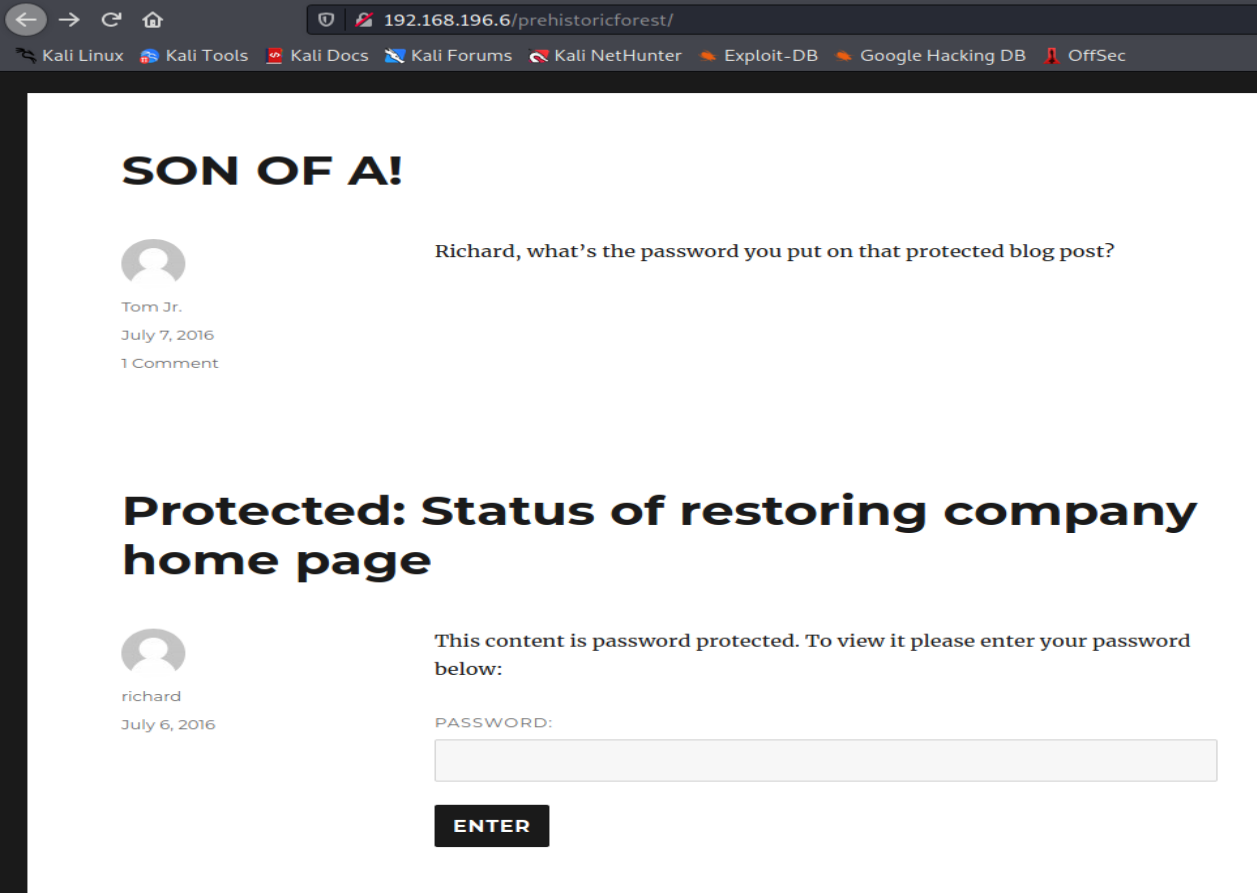 192.168.196.6/prehistoricforest/
Kali Linux Kali Tools Kali Docs Kali Forums Kali NetHunter Exploit-DB Google Hacking DB OffSec
SON OF A!
Richard, what’s the password you put on that protected blog post?
Tom Jr.
July 7, 2016
1 Comment
Protected: Status of restoring company
home page
This content is password protected. To view it please enter your password
below:
richard
July 6, 2016
PASSWORD:
ENTER